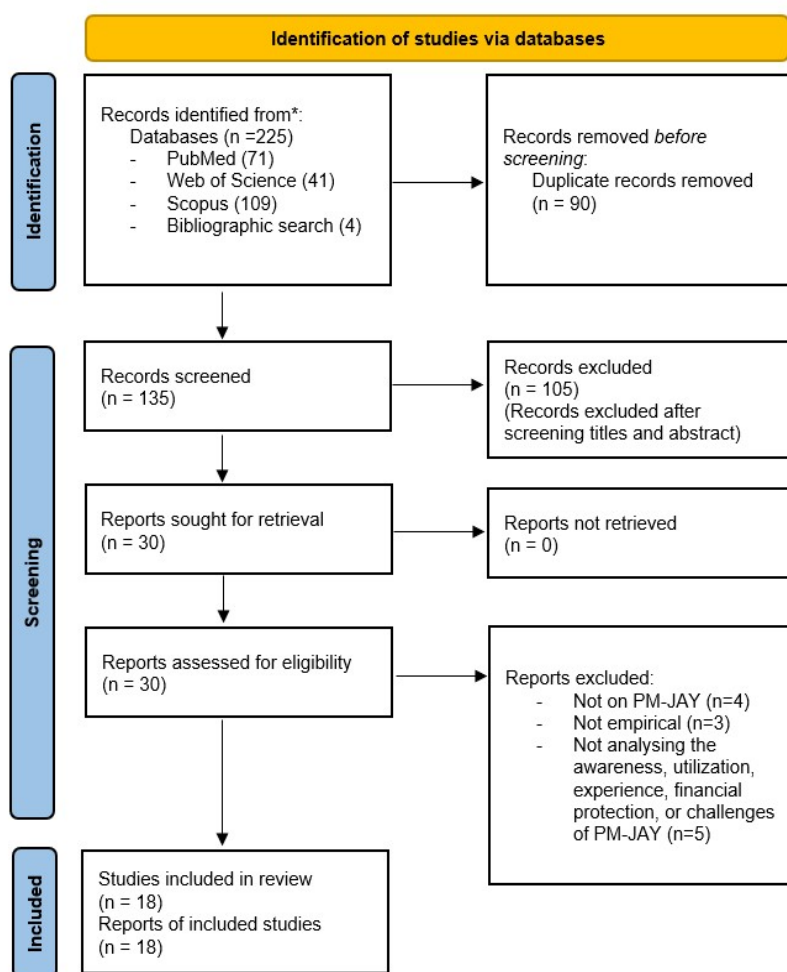 Identification of studies via databases
Identification
Records identified from*:
Databases (n =225)
- PubMed (71)
- Web of Science (41)
- Scopus (109)
- Bibliographic search (4)
Records removed before
screening:
Duplicate records removed
(n = 90)
Screening
Records screened
(n = 135)
Records excluded
(n = 105)
(Records excluded after
screening titles and abstract)
Reports sought for retrieval
(n = 30)
Reports not retrieved
(n = 0)
Reports assessed for eligibility
(n = 30)
Reports excluded:
- Not on PM-JAY (n=4)
- Not empirical (n=3)
- Not analysing the
awareness, utilization,
experience, financial
protection, or challenges
of PM-JAY (n=5)
Included
Studies included in review
(n = 18)
Reports of included studies
(n = 18)